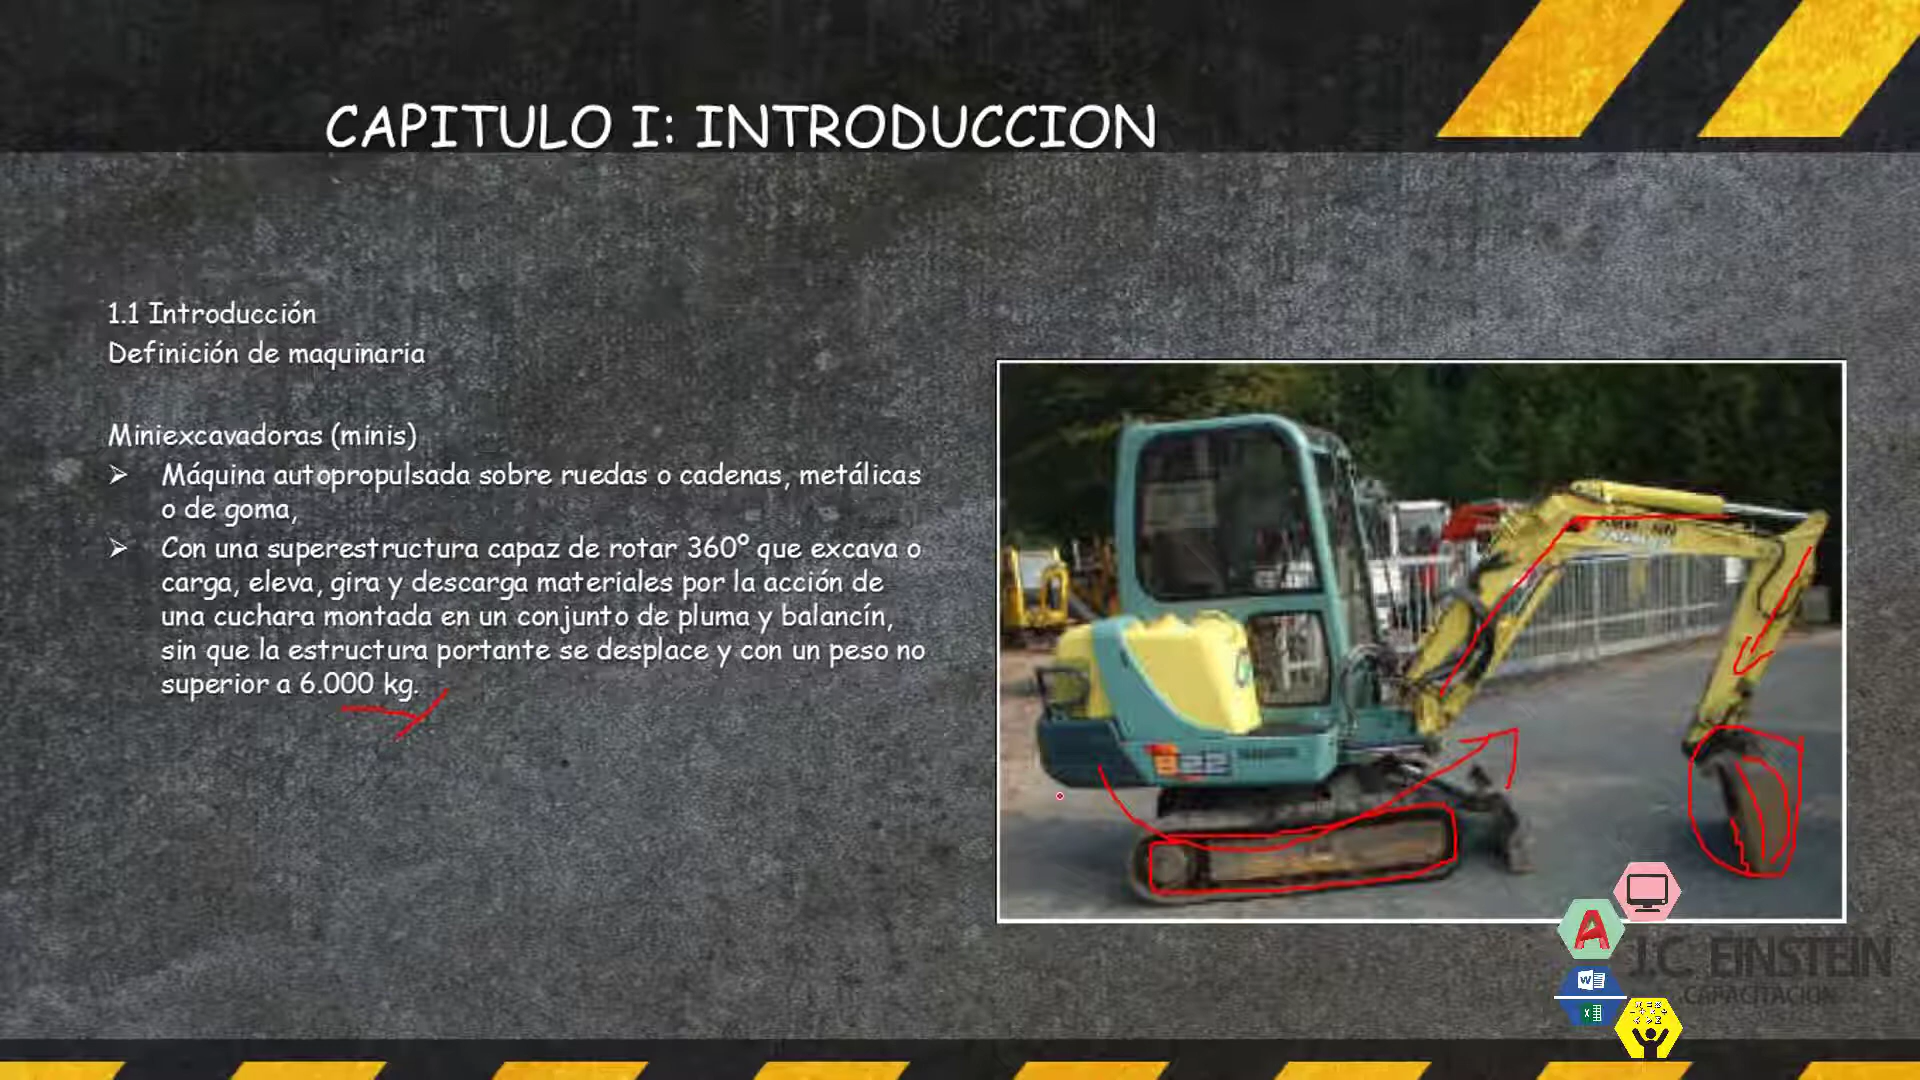 CAPITULO I: INTRODUCCION
1.1 Introducción
Definición de maquinaria
Miniexcavadoras (minis)
Máquina autopropulsada sobre ruedas o cadenas, metálicas
o de goma,
Con una superestructura capaz de rotar 360º que excava o
carga, eleva, gira y descarga materiales por la acción de
una cuchara montada en un conjunto de pluma y balancín,
sin que la estructura portante se desplace y con un peso no
superior a 6.000 kg.
B22
A
J.C. EINSTEIN
CAPACITACION
W
X